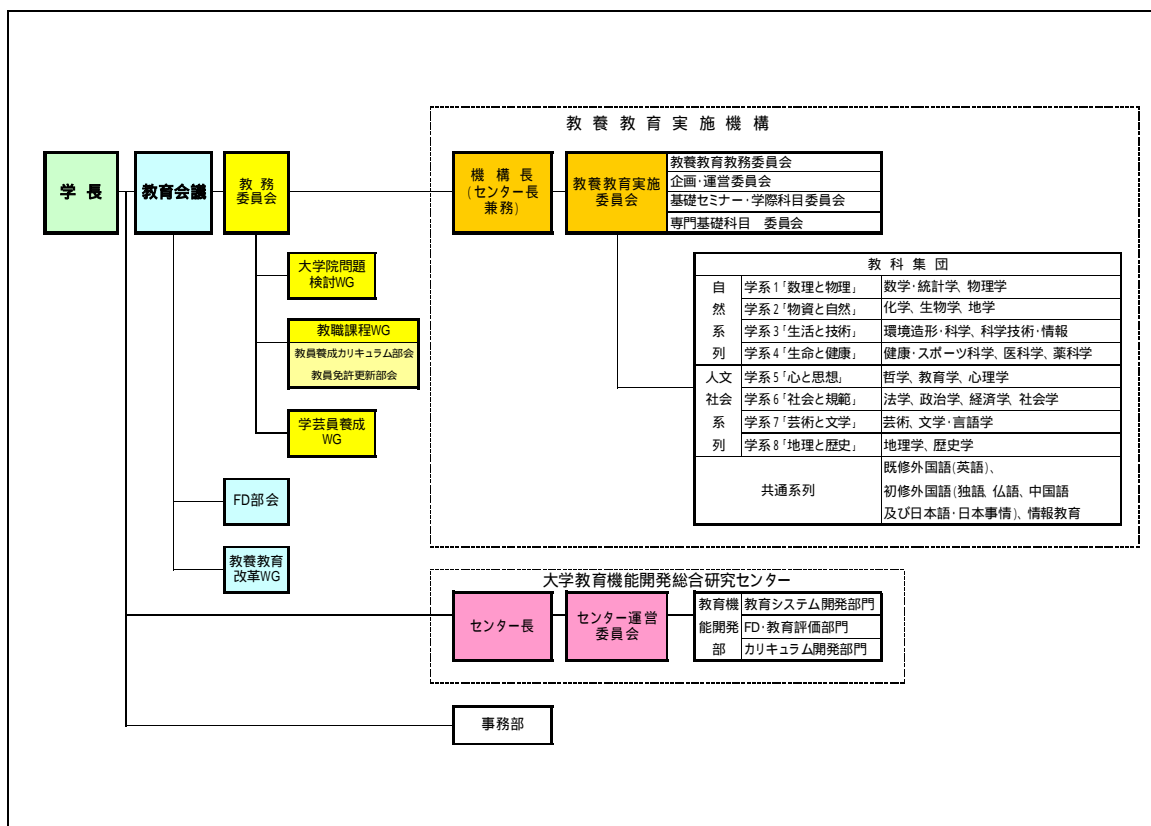 教養教育実施機構
学長
教育会議
教務
委員会
機構長
(センター長
兼務)
教養教育実施
委員会
教養教育教務委員会
企画・運営委員会
基礎セミナー・学際科目委員会
専門基礎科目 委員会
大学院問題
検討WG
教職課程WG
教員養成カリキュラム部会
教員免許更新部会
学芸員養成
WG
FD部会
教養教育
改革WG
教科集団
自 学系1「数理と物理」 数学・統計学、物理学
然 学系2「物資と自然」 化学、生物学、地学
系 学系3「生活と技術」 環境造形・科学、科学技術・情報
列 学系4「生命と健康」 健康・スポーツ科学、医科学、薬科学
人文 学系5「心と思想」 哲学、教育学、心理学
社会 学系6「社会と規範」 法学、政治学、経済学、社会学
系 学系7「芸術と文学」 芸術、文学・言語学
列 学系8「地理と歴史」 地理学、歴史学
共通系列
既修外国語(英語)、
初修外国語(独語、仏語、中国語
及び日本語・日本事情)、情報教育
大学教育機能開発総合研究センター
センター長
センター運営
委員会
教育機 教育システム開発部門
能開発 FD・教育評価部門
部 カリキュラム開発部門
事務部